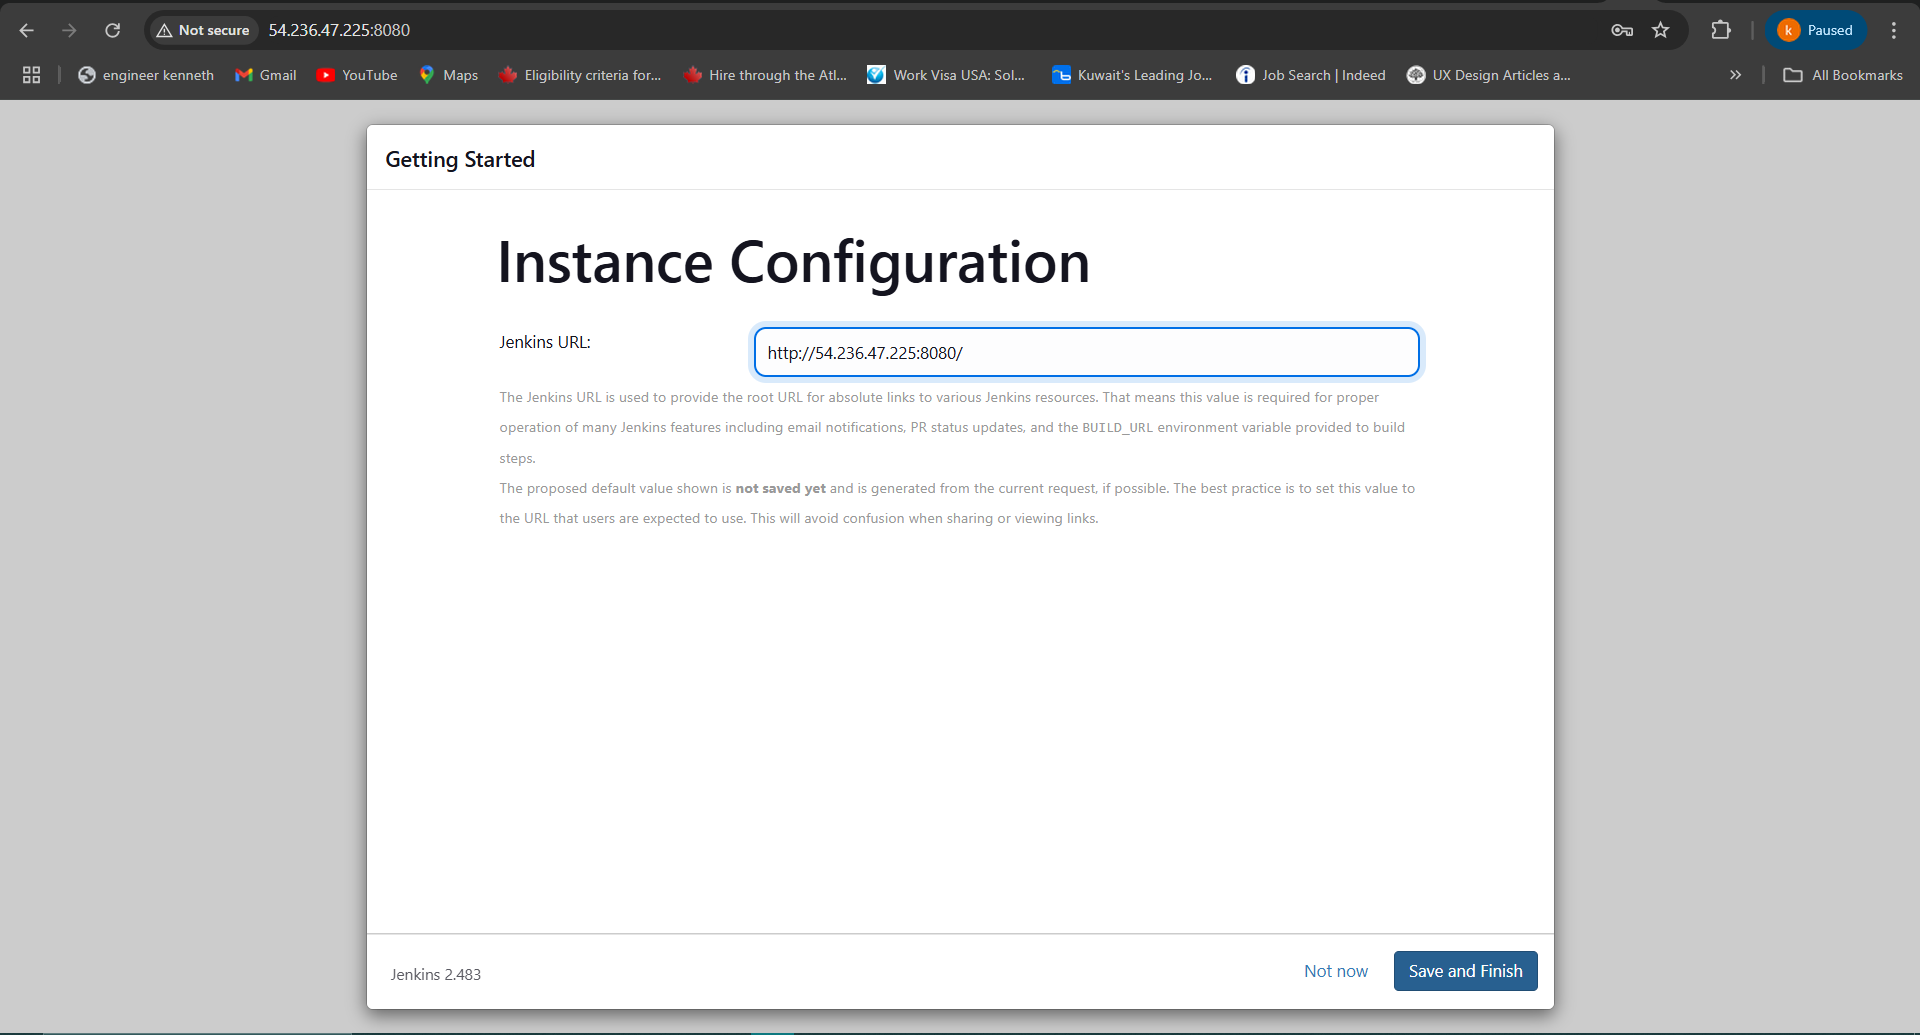 Not secure 54.236.47.225:8080 k Paused
engineer kenneth Gmail YouTube Maps Eligibility criteria for... Hire through the Atl... Work Visa USA: Sol... Kuwait's Leading Jo... Job Search | Indeed UX Design Articles a... » All Bookmarks
Getting Started
Instance Configuration
Jenkins URL: http://54.236.47.225:8080/
The Jenkins URL is used to provide the root URL for absolute links to various Jenkins resources. That means this value is required for proper
operation of many Jenkins features including email notifications, PR status updates, and the BUILD_URL environment variable provided to build
steps.
The proposed default value shown is not saved yet and is generated from the current request, if possible. The best practice is to set this value to
the URL that users are expected to use. This will avoid confusion when sharing or viewing links.
Jenkins 2.483 Not now Save and Finish